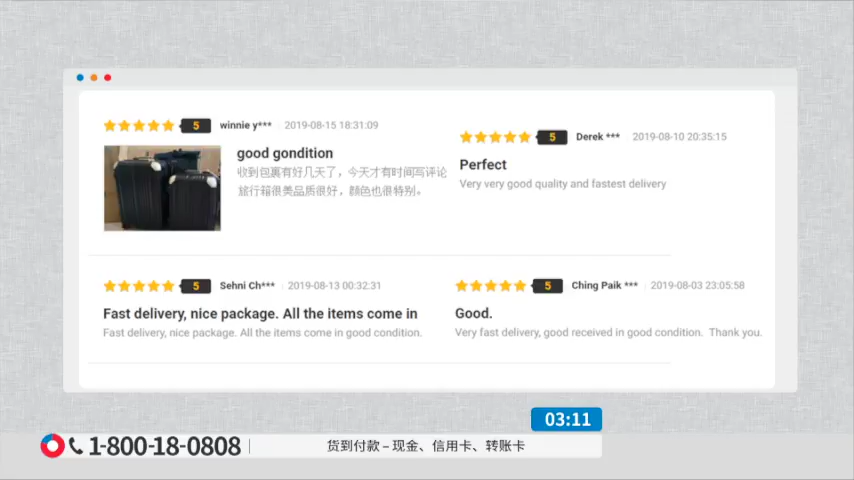 5 winnie y*** 2019-08-15 18:31:09
good gondition
收到包裹有好几天了，今天才有时间写评论
旅行箱很美品质很好，颜色也很特别。
5 Derek *** 2019-08-10 20:35:15
Perfect
Very very good quality and fastest delivery
5 Sehni Ch*** 2019-08-13 00:32:31
Fast delivery, nice package. All the items come in
Fast delivery, nice package. All the items come in good condition.
5 Ching Paik *** 2019-08-03 23:05:58
Good.
Very fast delivery, good received in good condition. Thank you.
03:11
1-800-18-0808
货到付款 – 现金、信用卡、转账卡